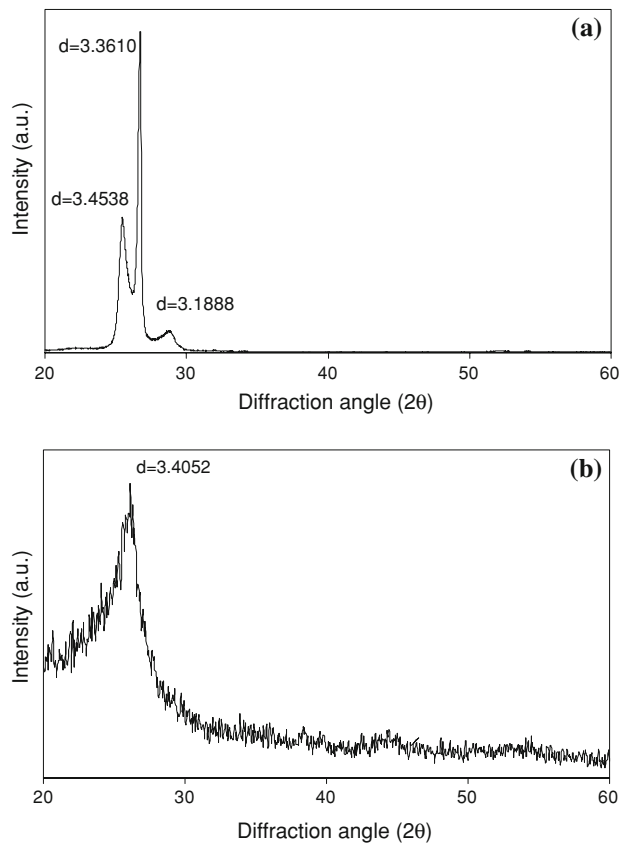 (a)
d=3.3610
d=3.4538
d=3.1888
Intensity (a.u.)
20 30 40 50 60
Diffraction angle (2θ)
(b)
d=3.4052
Intensity (a.u.)
20 30 40 50 60
Diffraction angle (2θ)